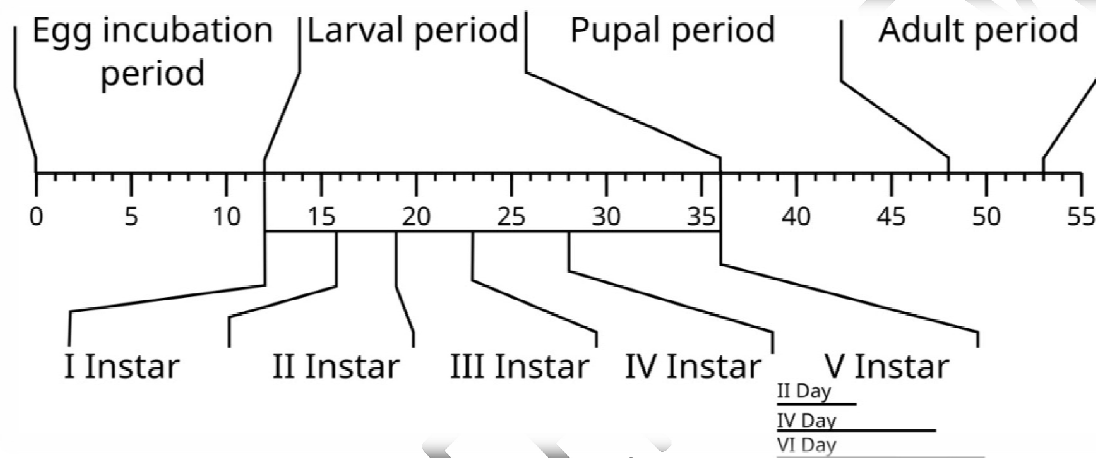 Egg incubation period
Larval period
Pupal period
Adult period
0 5 10 15 20 25 30 35 40 45 50 55
I Instar
II Instar
III Instar
IV Instar
V Instar
II Day
IV Day
VI Day